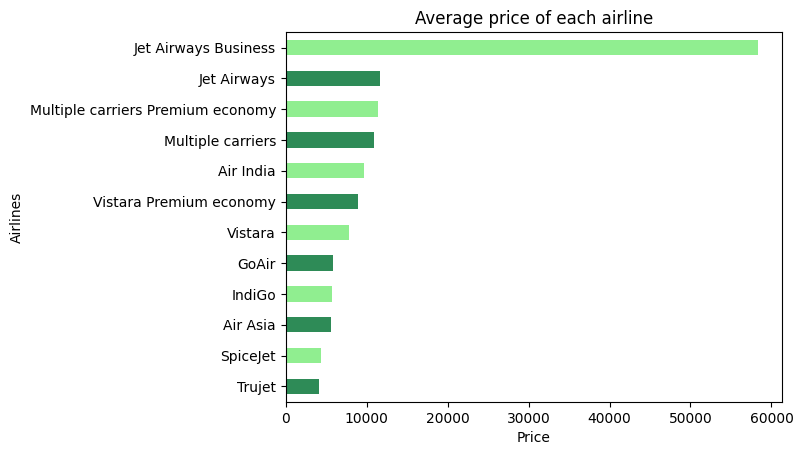 Average price of each airline
Airlines
Jet Airways Business
Jet Airways
Multiple carriers Premium economy
Multiple carriers
Air India
Vistara Premium economy
Vistara
GoAir
IndiGo
Air Asia
SpiceJet
Trujet
0 10000 20000 30000 40000 50000 60000
Price